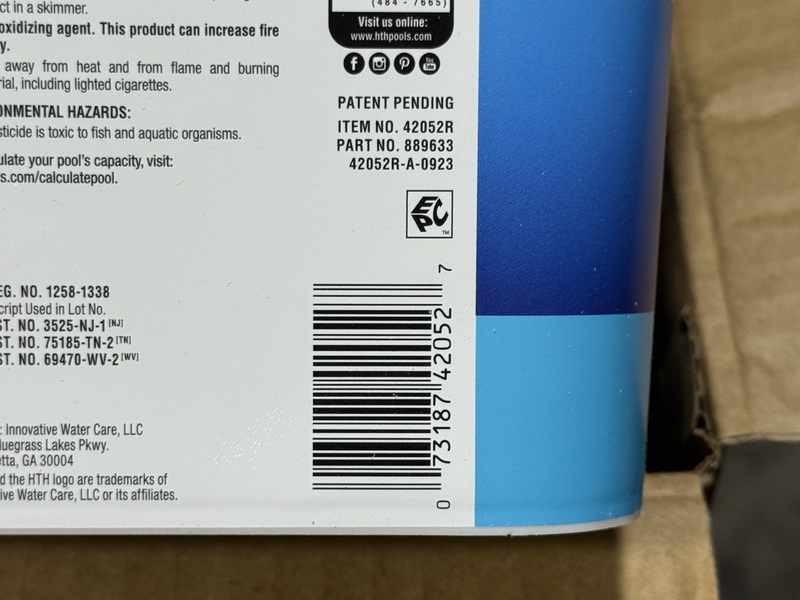 ct in a skimmer.
oxidizing agent. This product can increase fire
y.
away from heat and from flame and burning
rial, including lighted cigarettes.
ONMENTAL HAZARDS:
sticide is toxic to fish and aquatic organisms.
ulate your pool's capacity, visit:
s.com/calculatepool.
EG. NO. 1258-1338
cript Used in Lot No.
ST. NO. 3525-NJ-1 [NJ]
ST. NO. 75185-TN-2 [TN]
ST. NO. 69470-WV-2 [WV]
: Innovative Water Care, LLC
luegrass Lakes Pkwy.
etta, GA 30004
d the HTH logo are trademarks of
ive Water Care, LLC or its affiliates.
(484 - 7665)
Visit us online:
www.hthpools.com
You Tube
PATENT PENDING
ITEM NO. 42052R
PART NO. 889633
42052R-A-0923
EPC TM
0 73187 42052 7